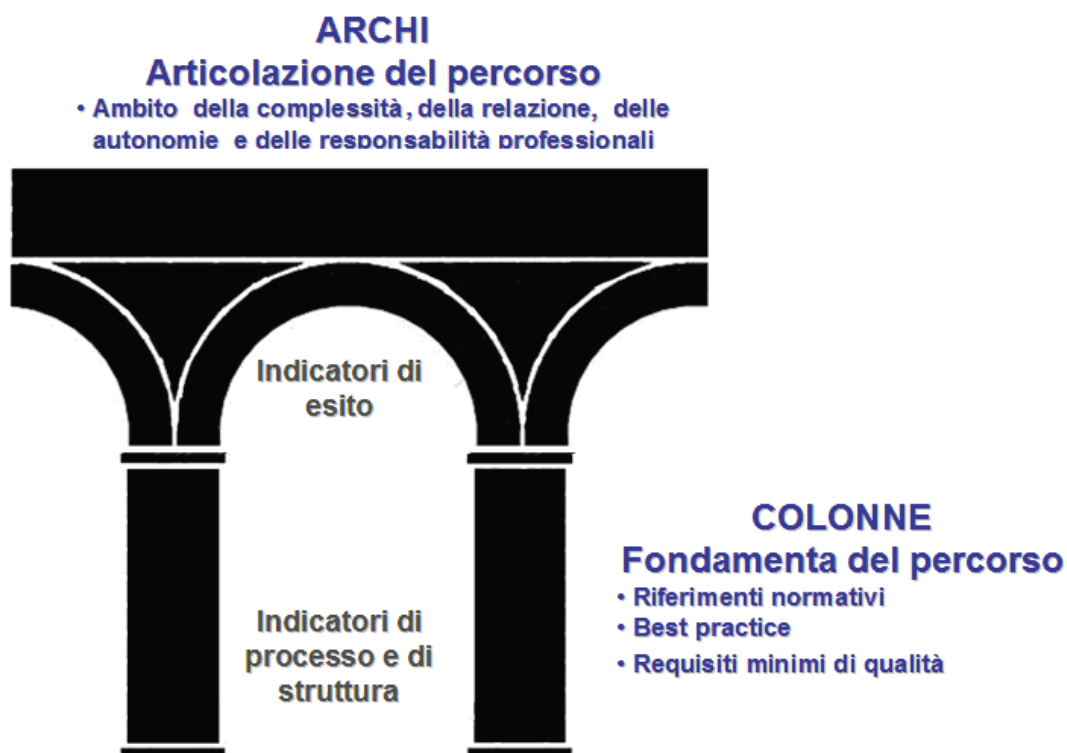 ARCHI
Articolazione del percorso
• Ambito della complessità, della relazione, delle
autonomie e delle responsabilità professionali
Indicatori di
esito
COLONNE
Fondamenta del percorso
• Riferimenti normativi
• Best practice
• Requisiti minimi di qualità
Indicatori di
processo e di
struttura